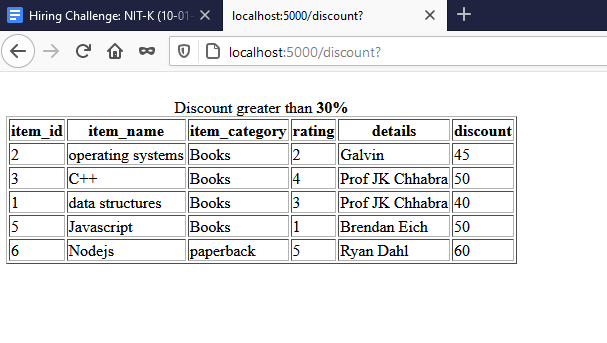 Hiring Challenge: NIT-K (10-01-
localhost:5000/discount?
localhost:5000/discount?
Discount greater than 30%
item_id item_name item_category rating details discount
2 operating systems Books 2 Galvin 45
3 C++ Books 4 Prof JK Chhabra 50
1 data structures Books 3 Prof JK Chhabra 40
5 Javascript Books 1 Brendan Eich 50
6 Nodejs paperback 5 Ryan Dahl 60